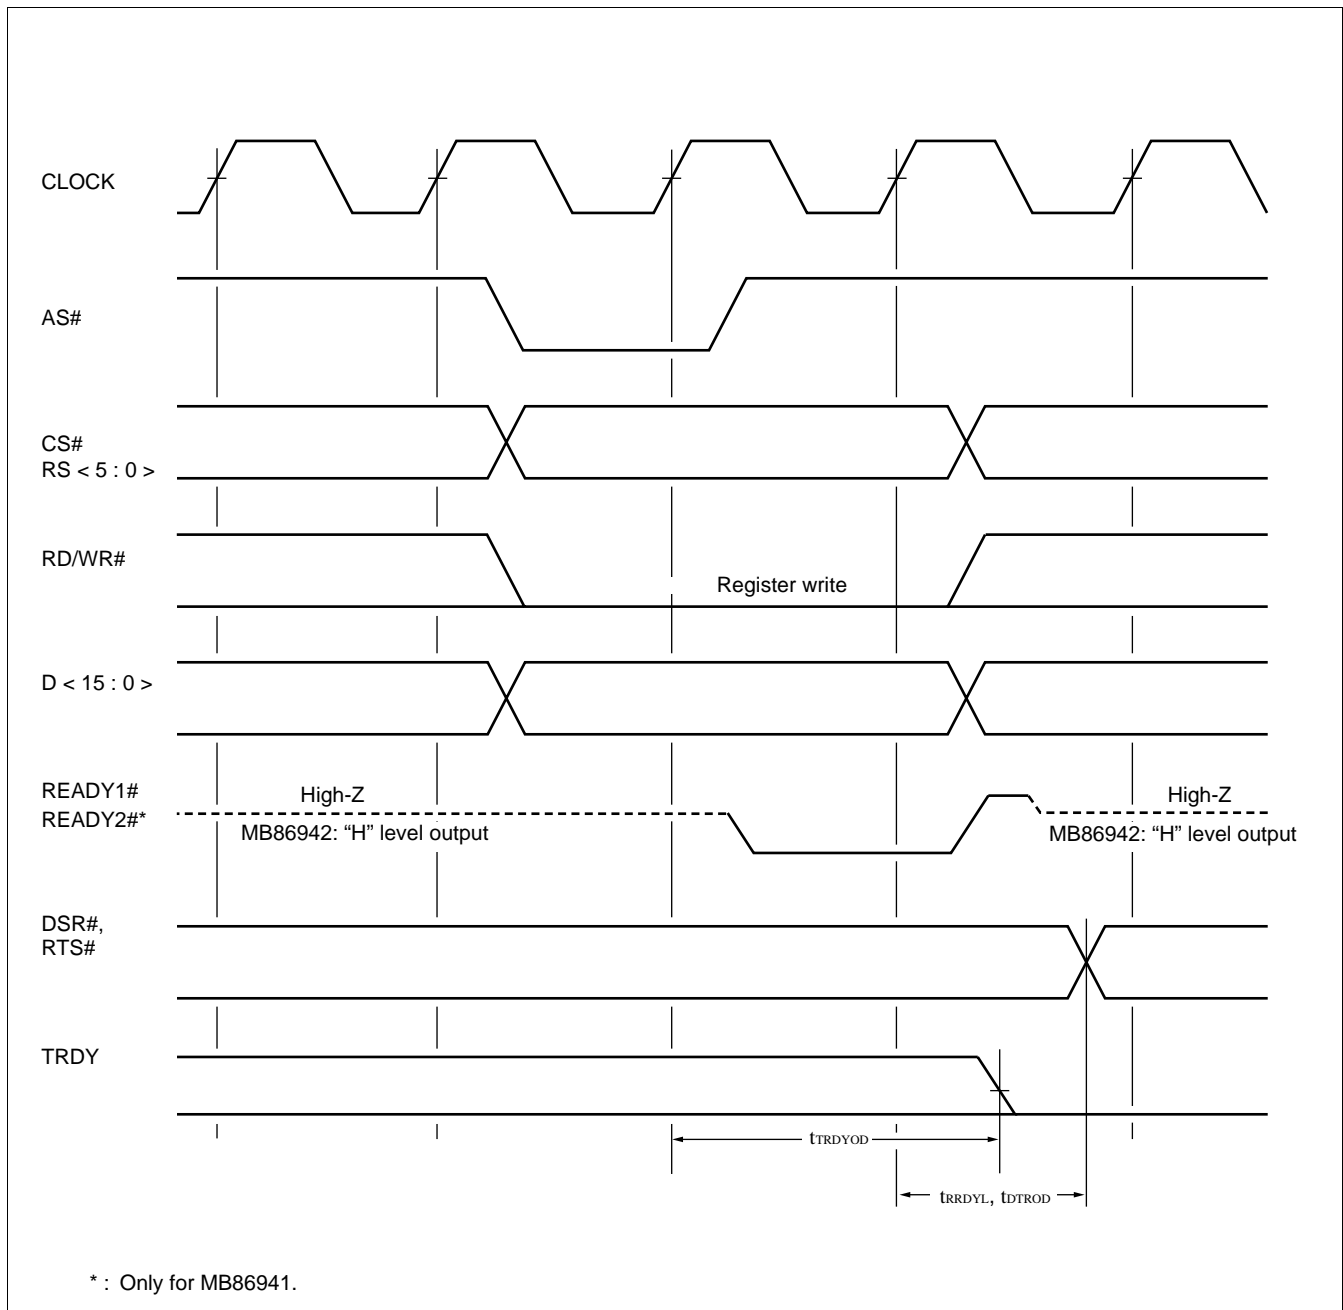 CLOCK
AS#
CS#
RS < 5 : 0 >
RD/WR#
Register write
D < 15 : 0 >
READY1#
High-Z
High-Z
READY2#*
MB86942: “H” level output
MB86942: “H” level output
DSR#,
RTS#
TRDY
tTRDYOD
tRRDYL, tDTROD
* : Only for MB86941.